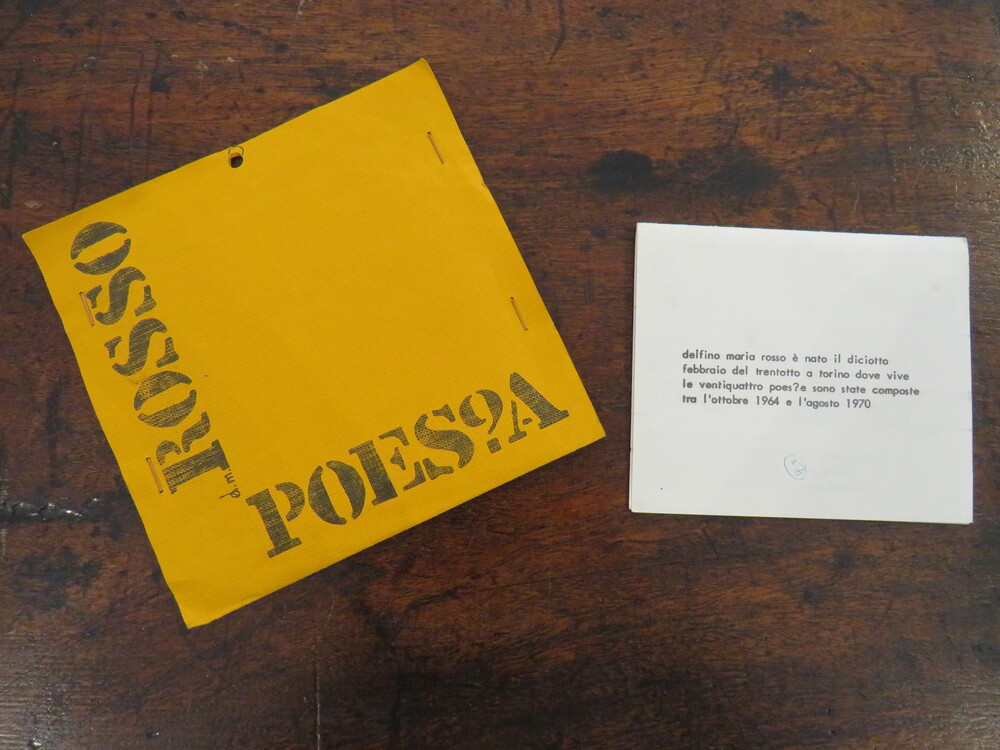 ROSSO
d.m.
POES?A
delfino maria rosso è nato il diciotto
febbraio del trentotto a torino dove vive
le ventiquattro poes?e sono state composte
tra l'ottobre 1964 e l'agosto 1970